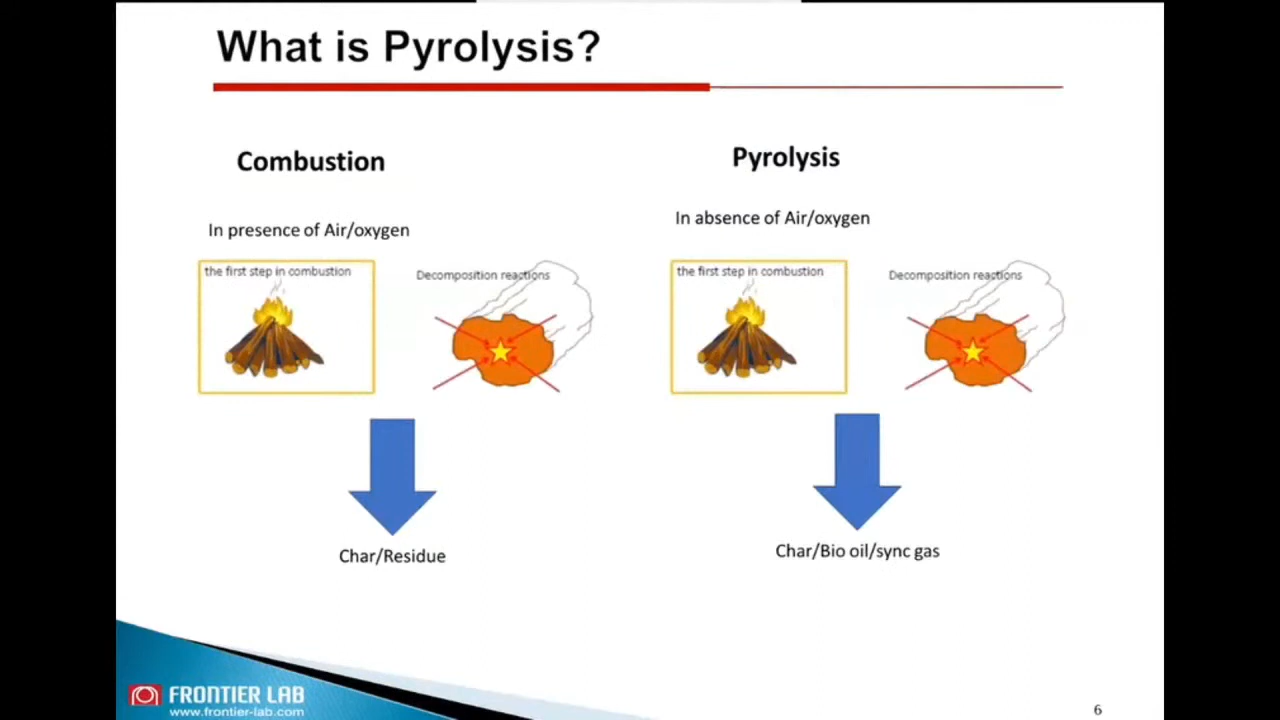 What is Pyrolysis?
Combustion
In presence of Air/oxygen
the first step in combustion
Decomposition reactions
Char/Residue
Pyrolysis
In absence of Air/oxygen
the first step in combustion
Decomposition reactions
Char/Bio oil/sync gas
FRONTIER LAB
www.frontier-lab.com
6